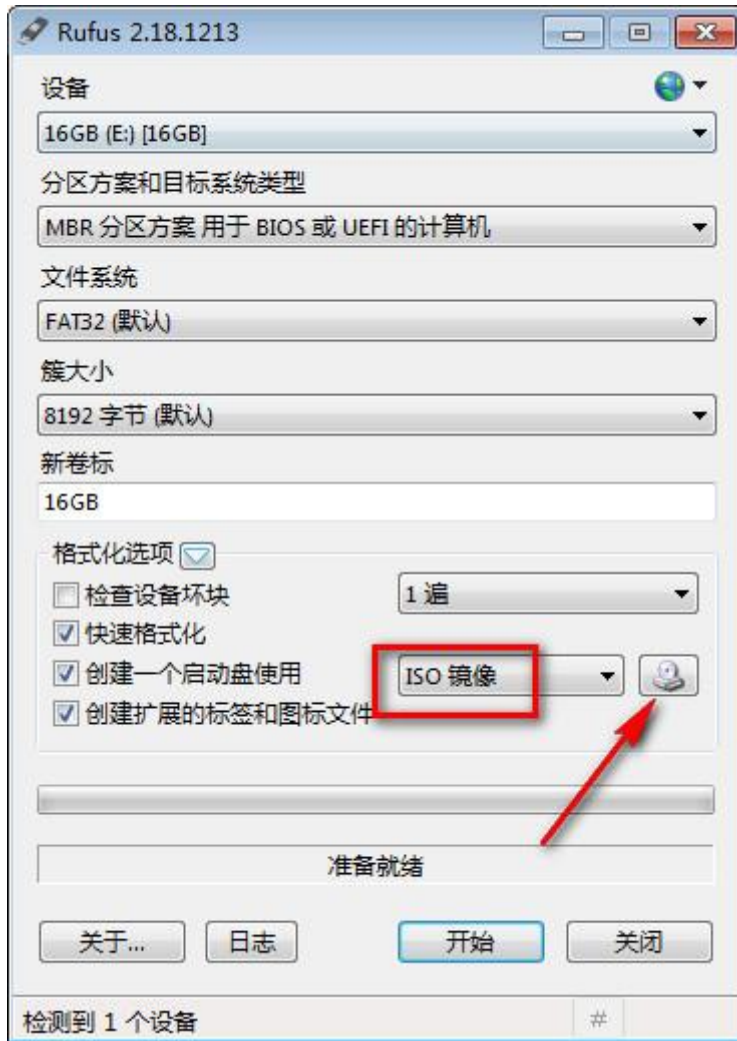 Rufus 2.18.1213
设备
16GB (E:) [16GB]
分区方案和目标系统类型
MBR 分区方案 用于 BIOS 或 UEFI 的计算机
文件系统
FAT32 (默认)
簇大小
8192 字节 (默认)
新卷标
16GB
格式化选项
检查设备坏块 1 遍
快速格式化
创建一个启动盘使用 ISO 镜像
创建扩展的标签和图标文件
准备就绪
关于... 日志 开始 关闭
检测到 1 个设备 #